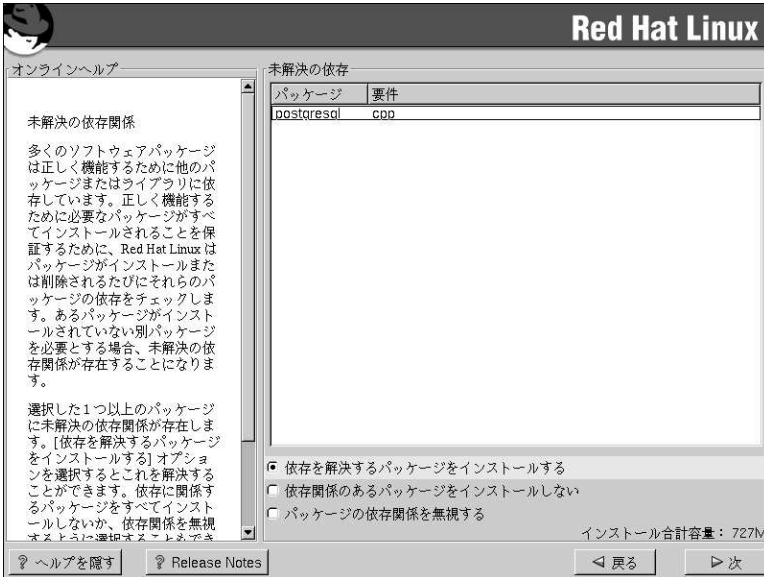 Red Hat Linux
オンラインヘルプ
未解決の依存関係
多くのソフトウェアパッケージ
は正しく機能するために他のパ
ッケージまたはライブラリに依
存しています。正しく機能する
ために必要なパッケージがすべ
てインストールされることを保
証するために、Red Hat Linux は
パッケージがインストールまた
は削除されるたびにそれらのパ
ッケージの依存をチェックしま
す。あるパッケージがインスト
ールされていない別パッケージ
を必要とする場合、未解決の依
存関係が存在することになりま
す。
選択した1つ以上のパッケージ
に未解決の依存関係が存在しま
す。[依存を解決するパッケージ
をインストールする] オプショ
ンを選択するとこれを解決する
ことができます。依存に関係す
るパッケージをすべてインスト
ールしないか、依存関係を無視
するように選択することもでき
未解決の依存
パッケージ 要件
postgresql cpp
依存を解決するパッケージをインストールする
依存関係のあるパッケージをインストールしない
パッケージの依存関係を無視する
インストール合計容量: 727M
? ヘルプを隠す ? Release Notes 戻る 次